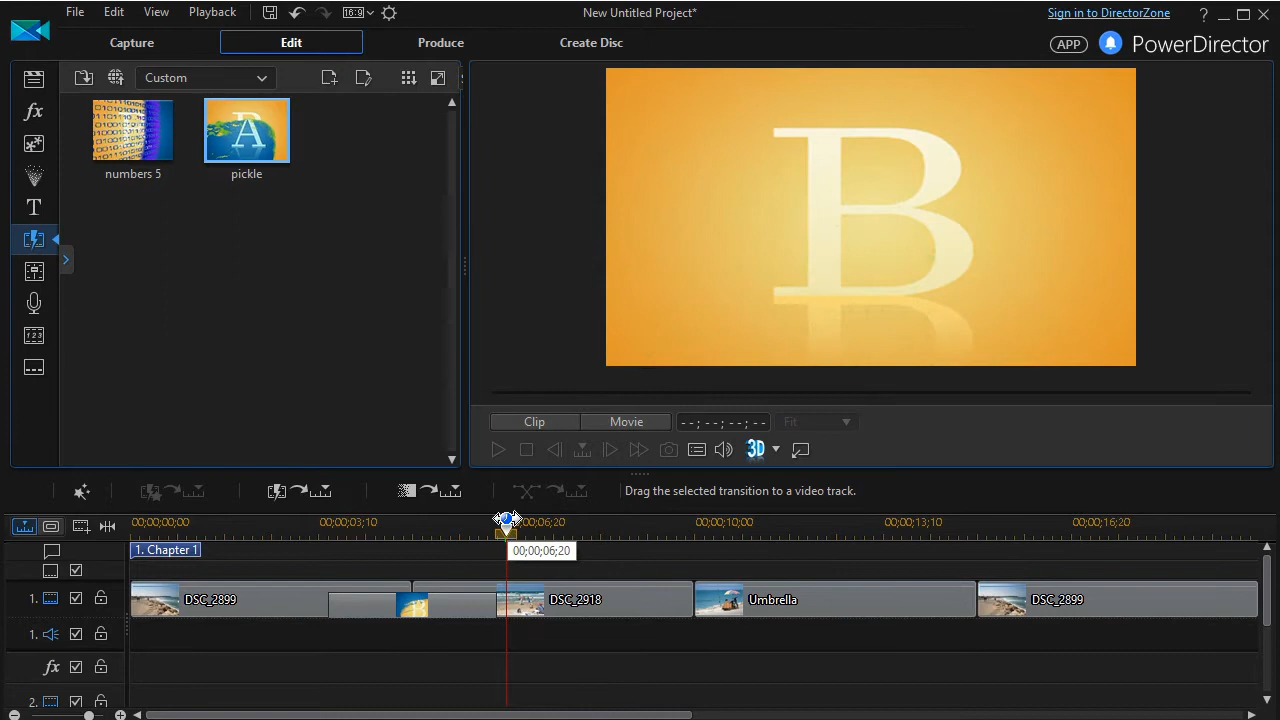 File Edit View Playback 16:9 New Untitled Project* Sign in to DirectorZone ?
Capture Edit Produce Create Disc APP PowerDirector
Custom
fx
T
A
numbers 5 pickle
B
Clip Movie --;--;--;-- Fit
3D
Drag the selected transition to a video track.
00;00;00;00 00;00;03;10 00;06;20 00;00;10;00 00;00;13;10 00;00;16;20
1. Chapter 1 00;00;06;20
1. DSC_2899 B DSC_2918 Umbrella DSC_2899
1.
fx
2.